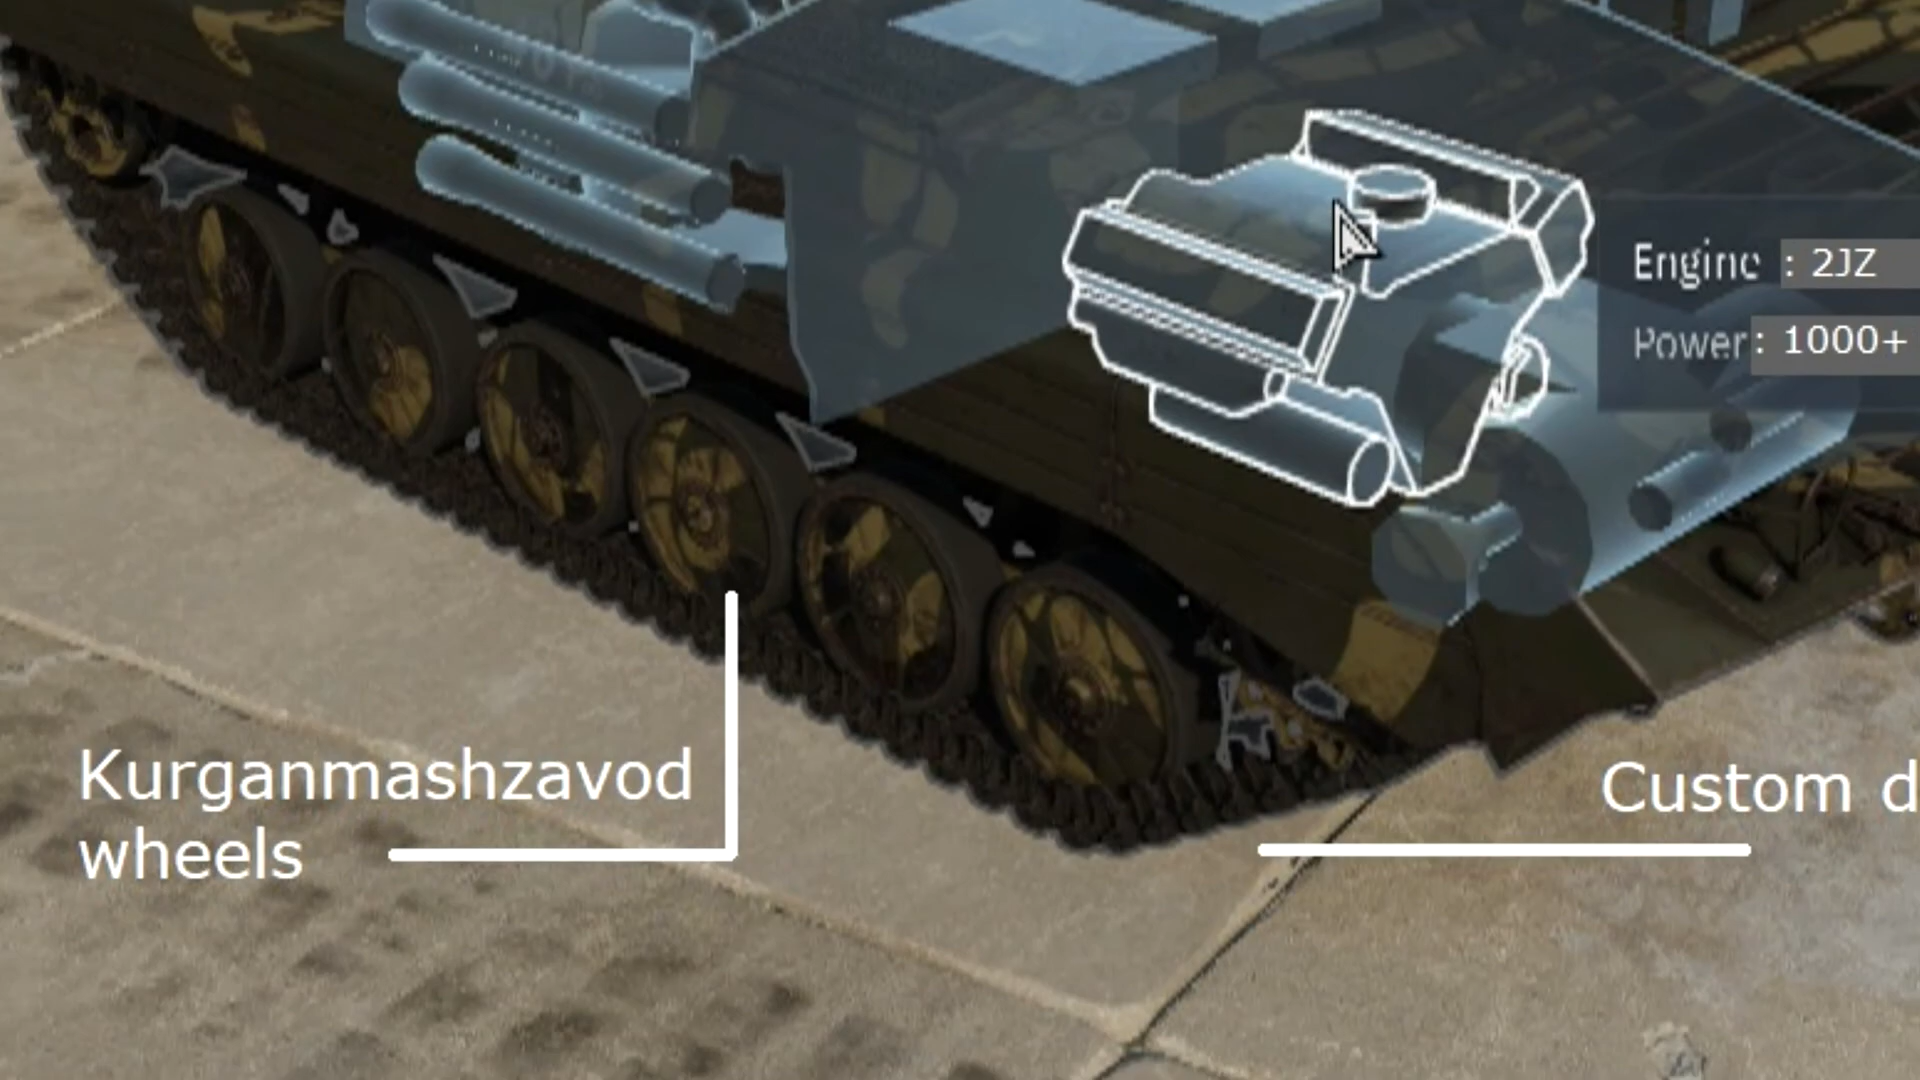 Engine : 2JZ
Power : 1000+
Kurganmashzavod
wheels
Custom d